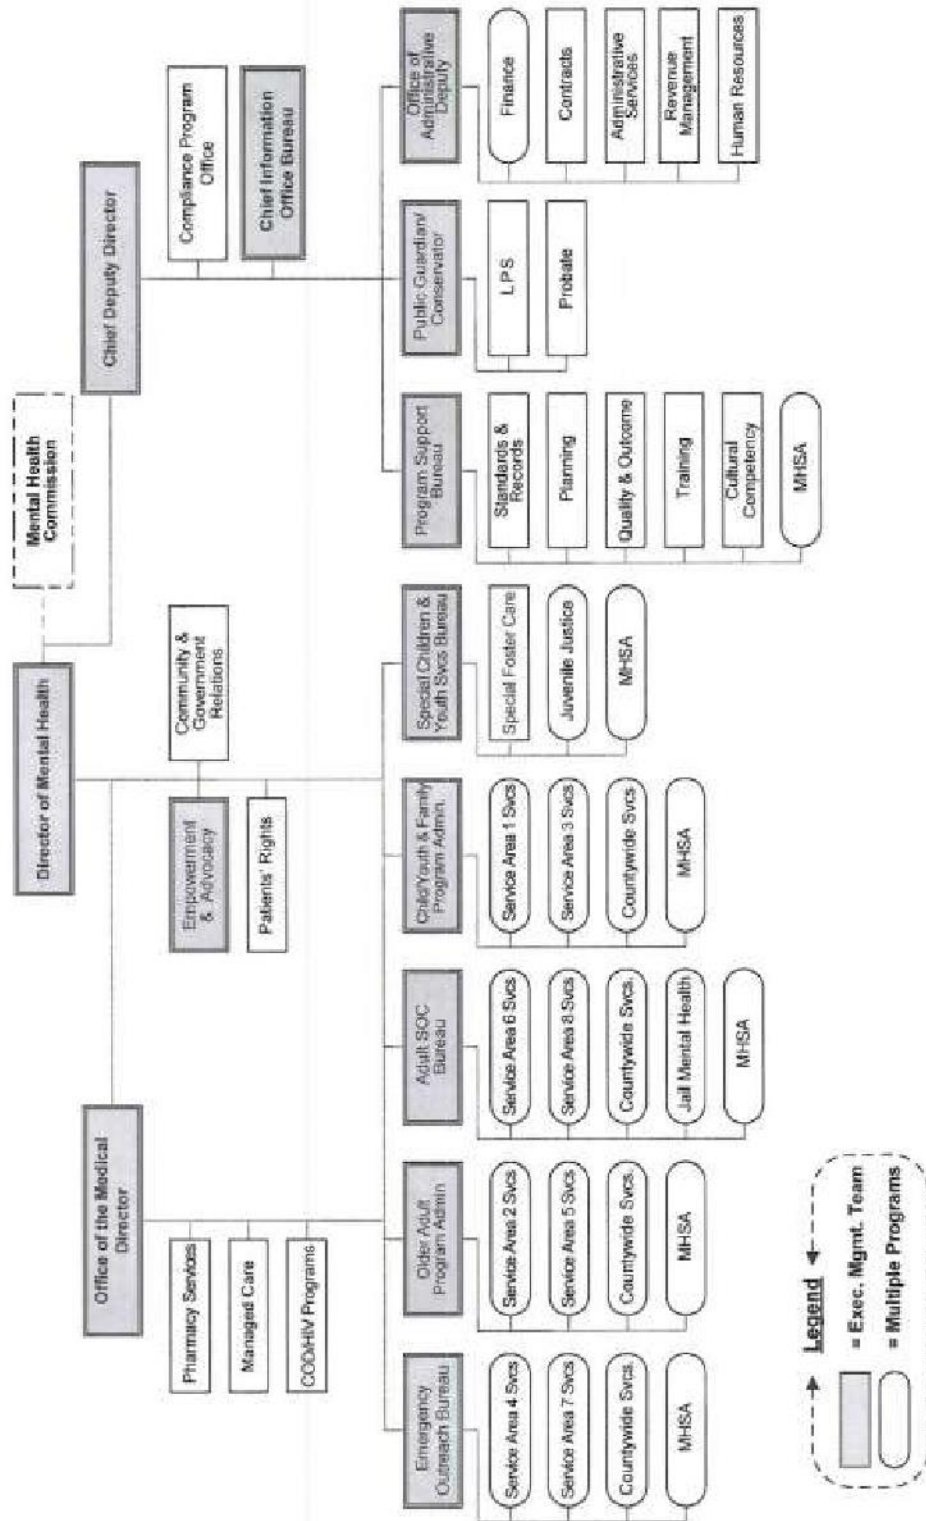 Mental Health
Commission
Director of Mental Health
Chief Deputy Director
Office of the Medical
Director
Pharmacy Services
Managed Care
COD/HIV Programs
Empowerment
& Advocacy
Community &
Government
Relations
Patients' Rights
Compliance Program
Office
Chief Information
Office Bureau
Emergency
Outreach Bureau
Service Area 4 Svcs
Service Area 7 Svcs
Countywide Svcs.
MHSA
Older Adult
Program Admin
Service Area 2 Svcs
Service Area 5 Svcs
Countywide Svcs.
MHSA
Adult SOC
Bureau
Service Area 6 Svcs
Service Area 8 Svcs
Countywide Svcs.
Jail Mental Health
MHSA
Child/Youth & Family
Program Admin.
Service Area 1 Svcs
Service Area 3 Svcs
Countywide Svcs.
MHSA
Special Children &
Youth Svcs Bureau
Special Foster Care
Juvenile Justice
MHSA
Program Support
Bureau
Standards &
Records
Planning
Quality & Outcome
Training
Cultural
Competency
MHSA
Public Guardian/
Conservator
LPS
Probate
Office of
Administrative
Deputy
Finance
Contracts
Administrative
Services
Revenue
Management
Human Resources
Legend
= Exec. Mgmt. Team
= Multiple Programs